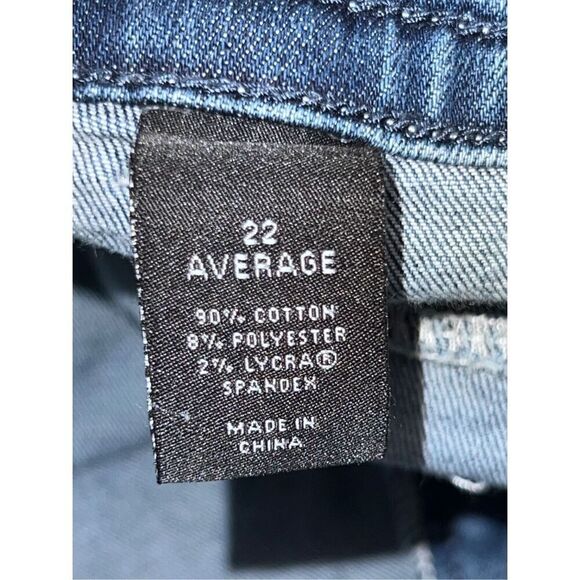 22
AVERAGE
90% COTTON
8% POLYESTER
2% LYCRA®
SPANDEX
MADE IN
CHINA